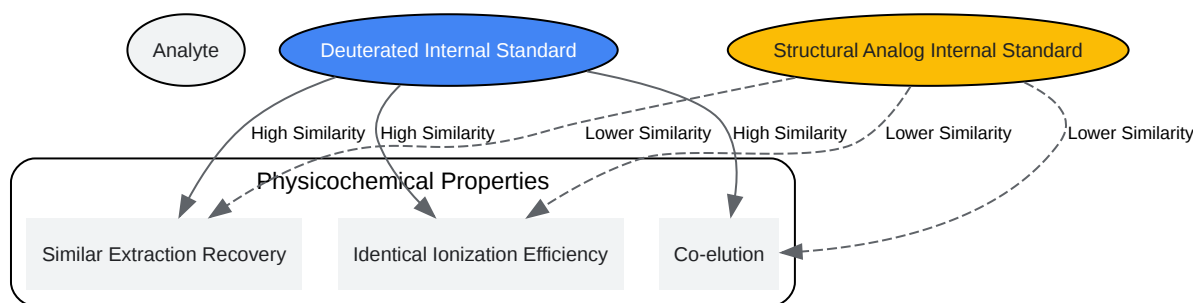 Analyte
Deuterated Internal Standard
Structural Analog Internal Standard
High Similarity
High Similarity
Lower Similarity
High Similarity
Lower Similarity
Lower Similarity
Physicochemical Properties
Similar Extraction Recovery
Identical Ionization Efficiency
Co-elution